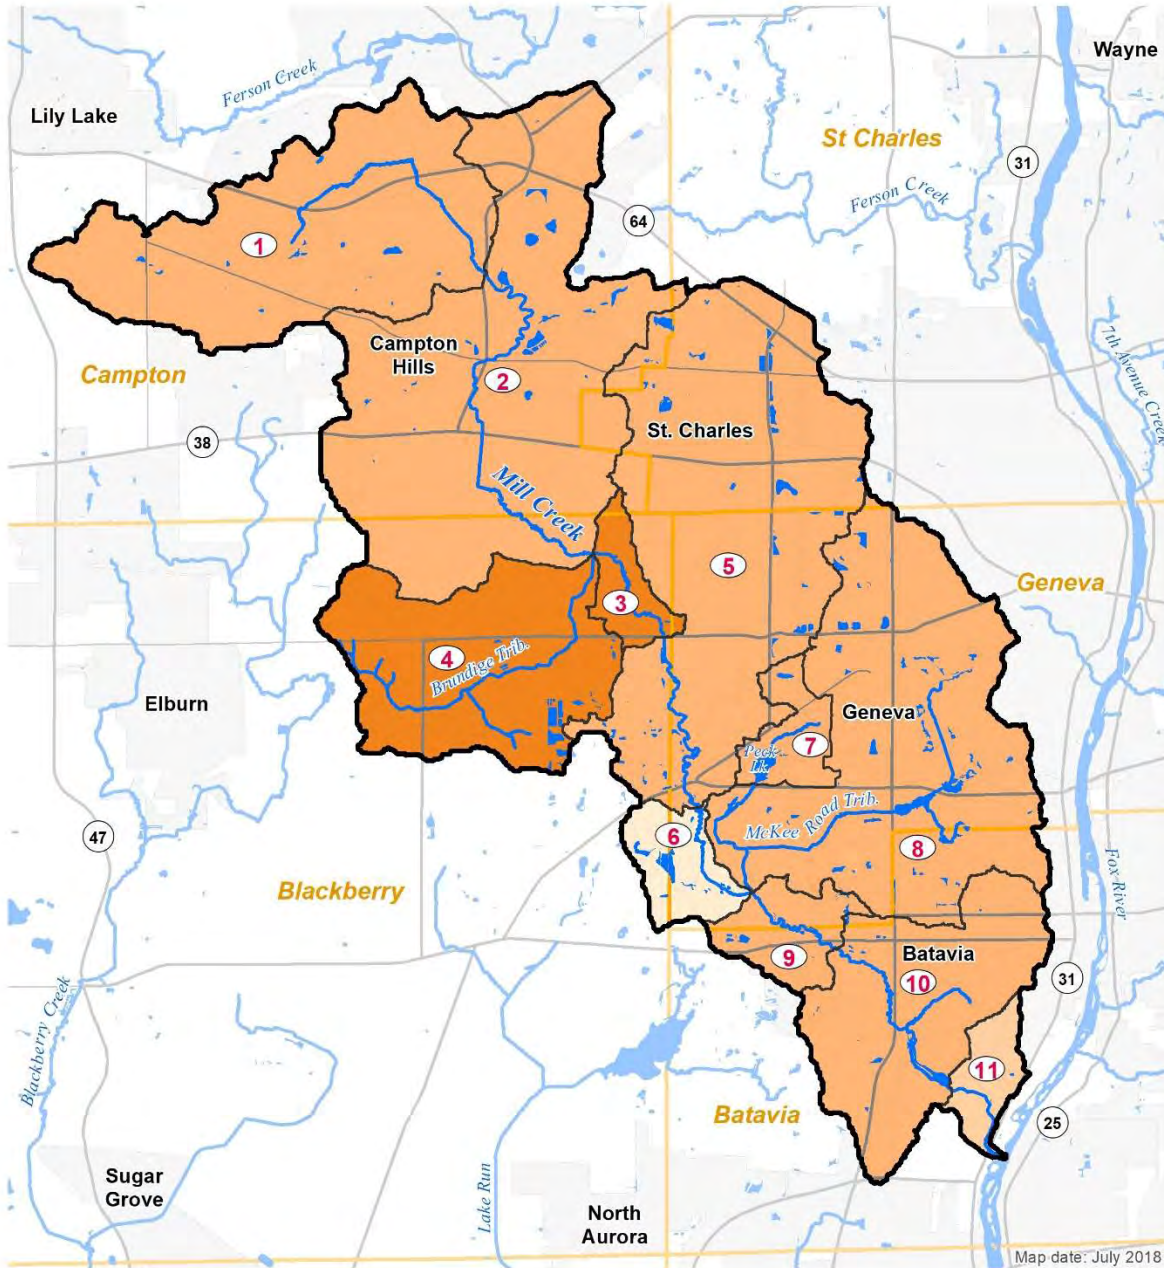 Wayne
Ferson Creek
Lily Lake
St Charles
31
Ferson Creek
64
1
7th Avenue Creek
Campton
Hills
Campton
2
St. Charles
38
Mill Creek
5
Geneva
3
4
Brundige Trib.
Elburn
Geneva
7
Peck
Lk.
47
6
McKee Road Trib.
8
Blackberry
Fox River
9
Batavia
10
31
Blackberry Creek
11
Batavia
25
Sugar
Grove
Lake Run
North
Aurora
Map date: July 2018